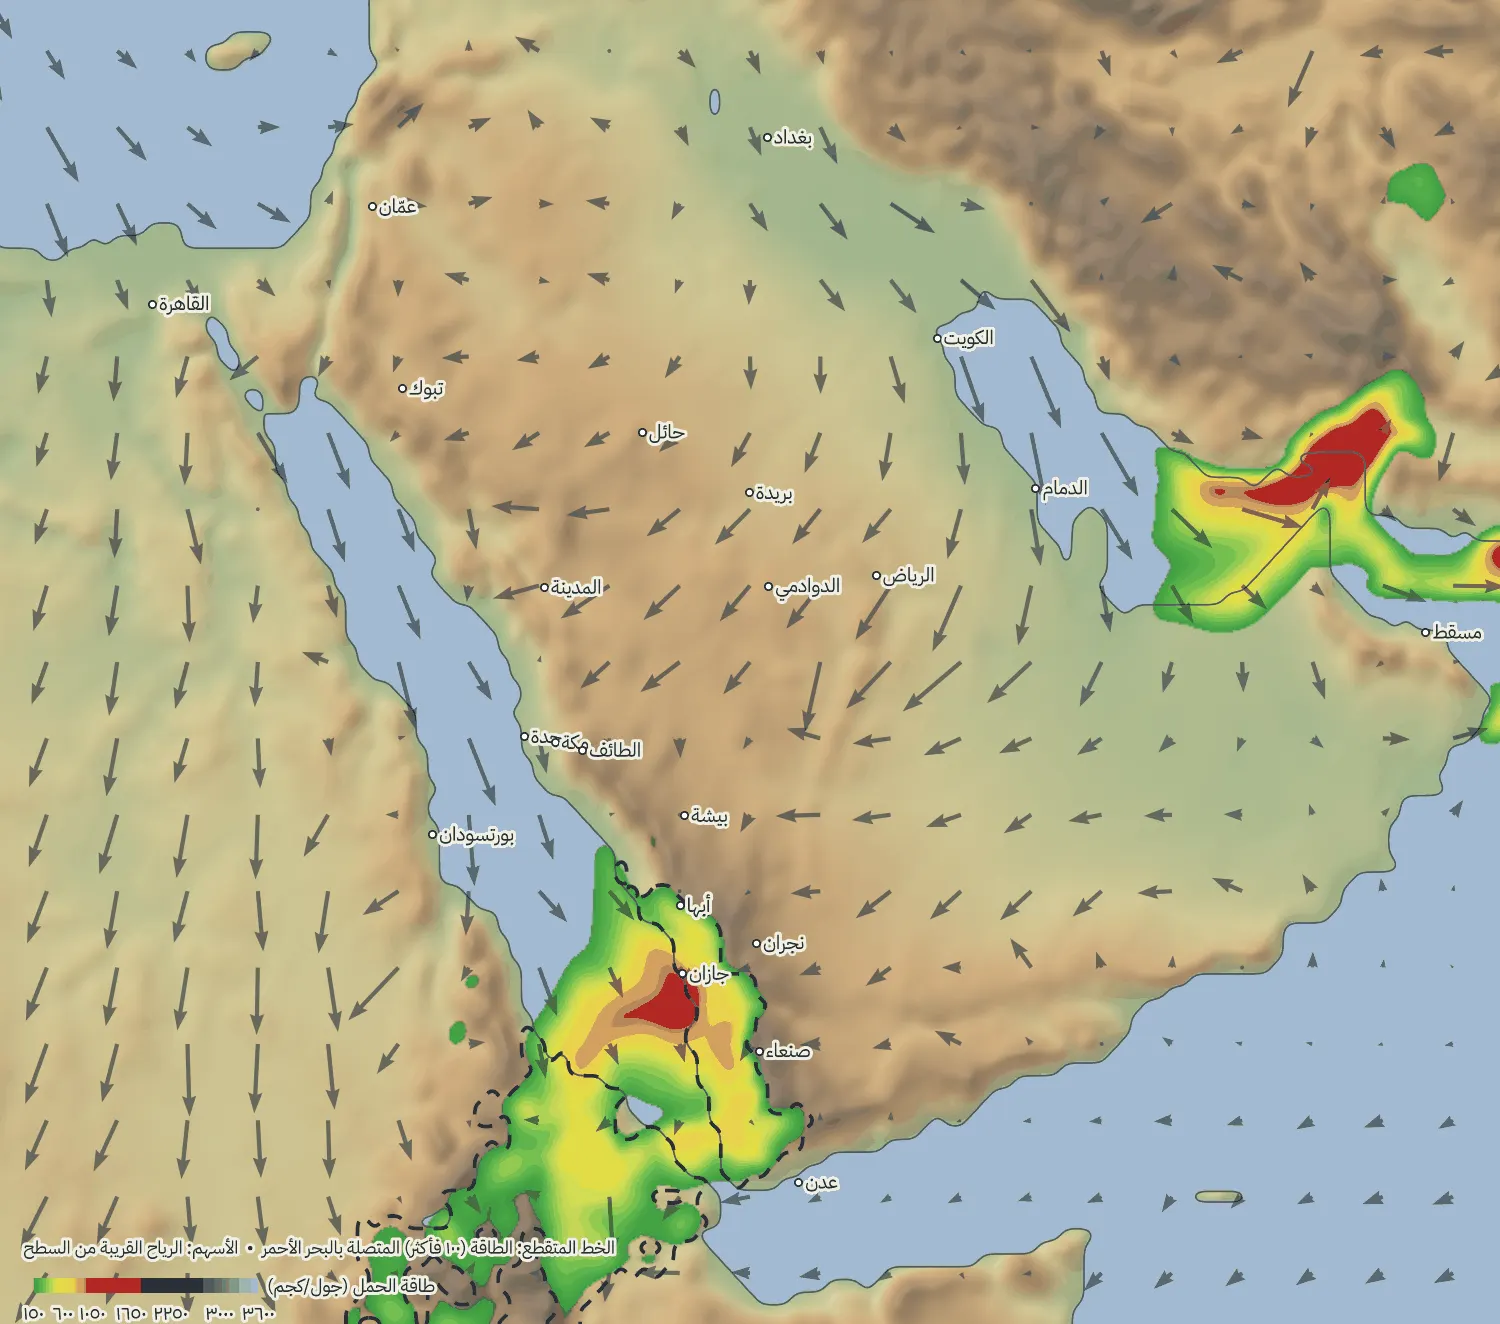 بغداد
عمّان
القاهرة
الكويت
تبوك
حائل
الدمام
بريدة
الرياض
الدوادمي
المدينة
مسقط
جدة
مكة
الطائف
بيشة
بورتسودان
أبها
نجران
جازان
صنعاء
عدن
الخط المتقطع: الطاقة (١٠٠ فأكثر) المتصلة بالبحر الأحمر • الأسهم: الرياح القريبة من السطح
طاقة الحمل (جول/كجم)
١٥٠ ٦٠٠ ١٠٥٠ ١٦٥٠ ٢٢٥٠ ٣٠٠٠ ٣٦٠٠